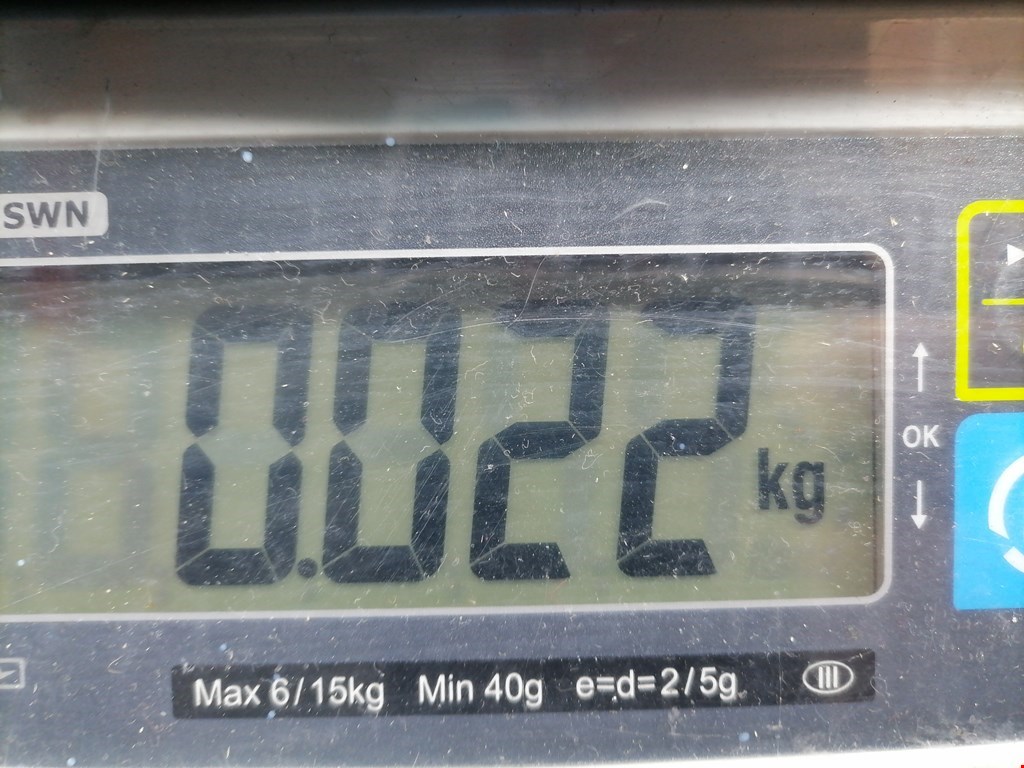 SWN
0.022 kg
OK
Max 6/15kg Min 40g e=d=2/5g III